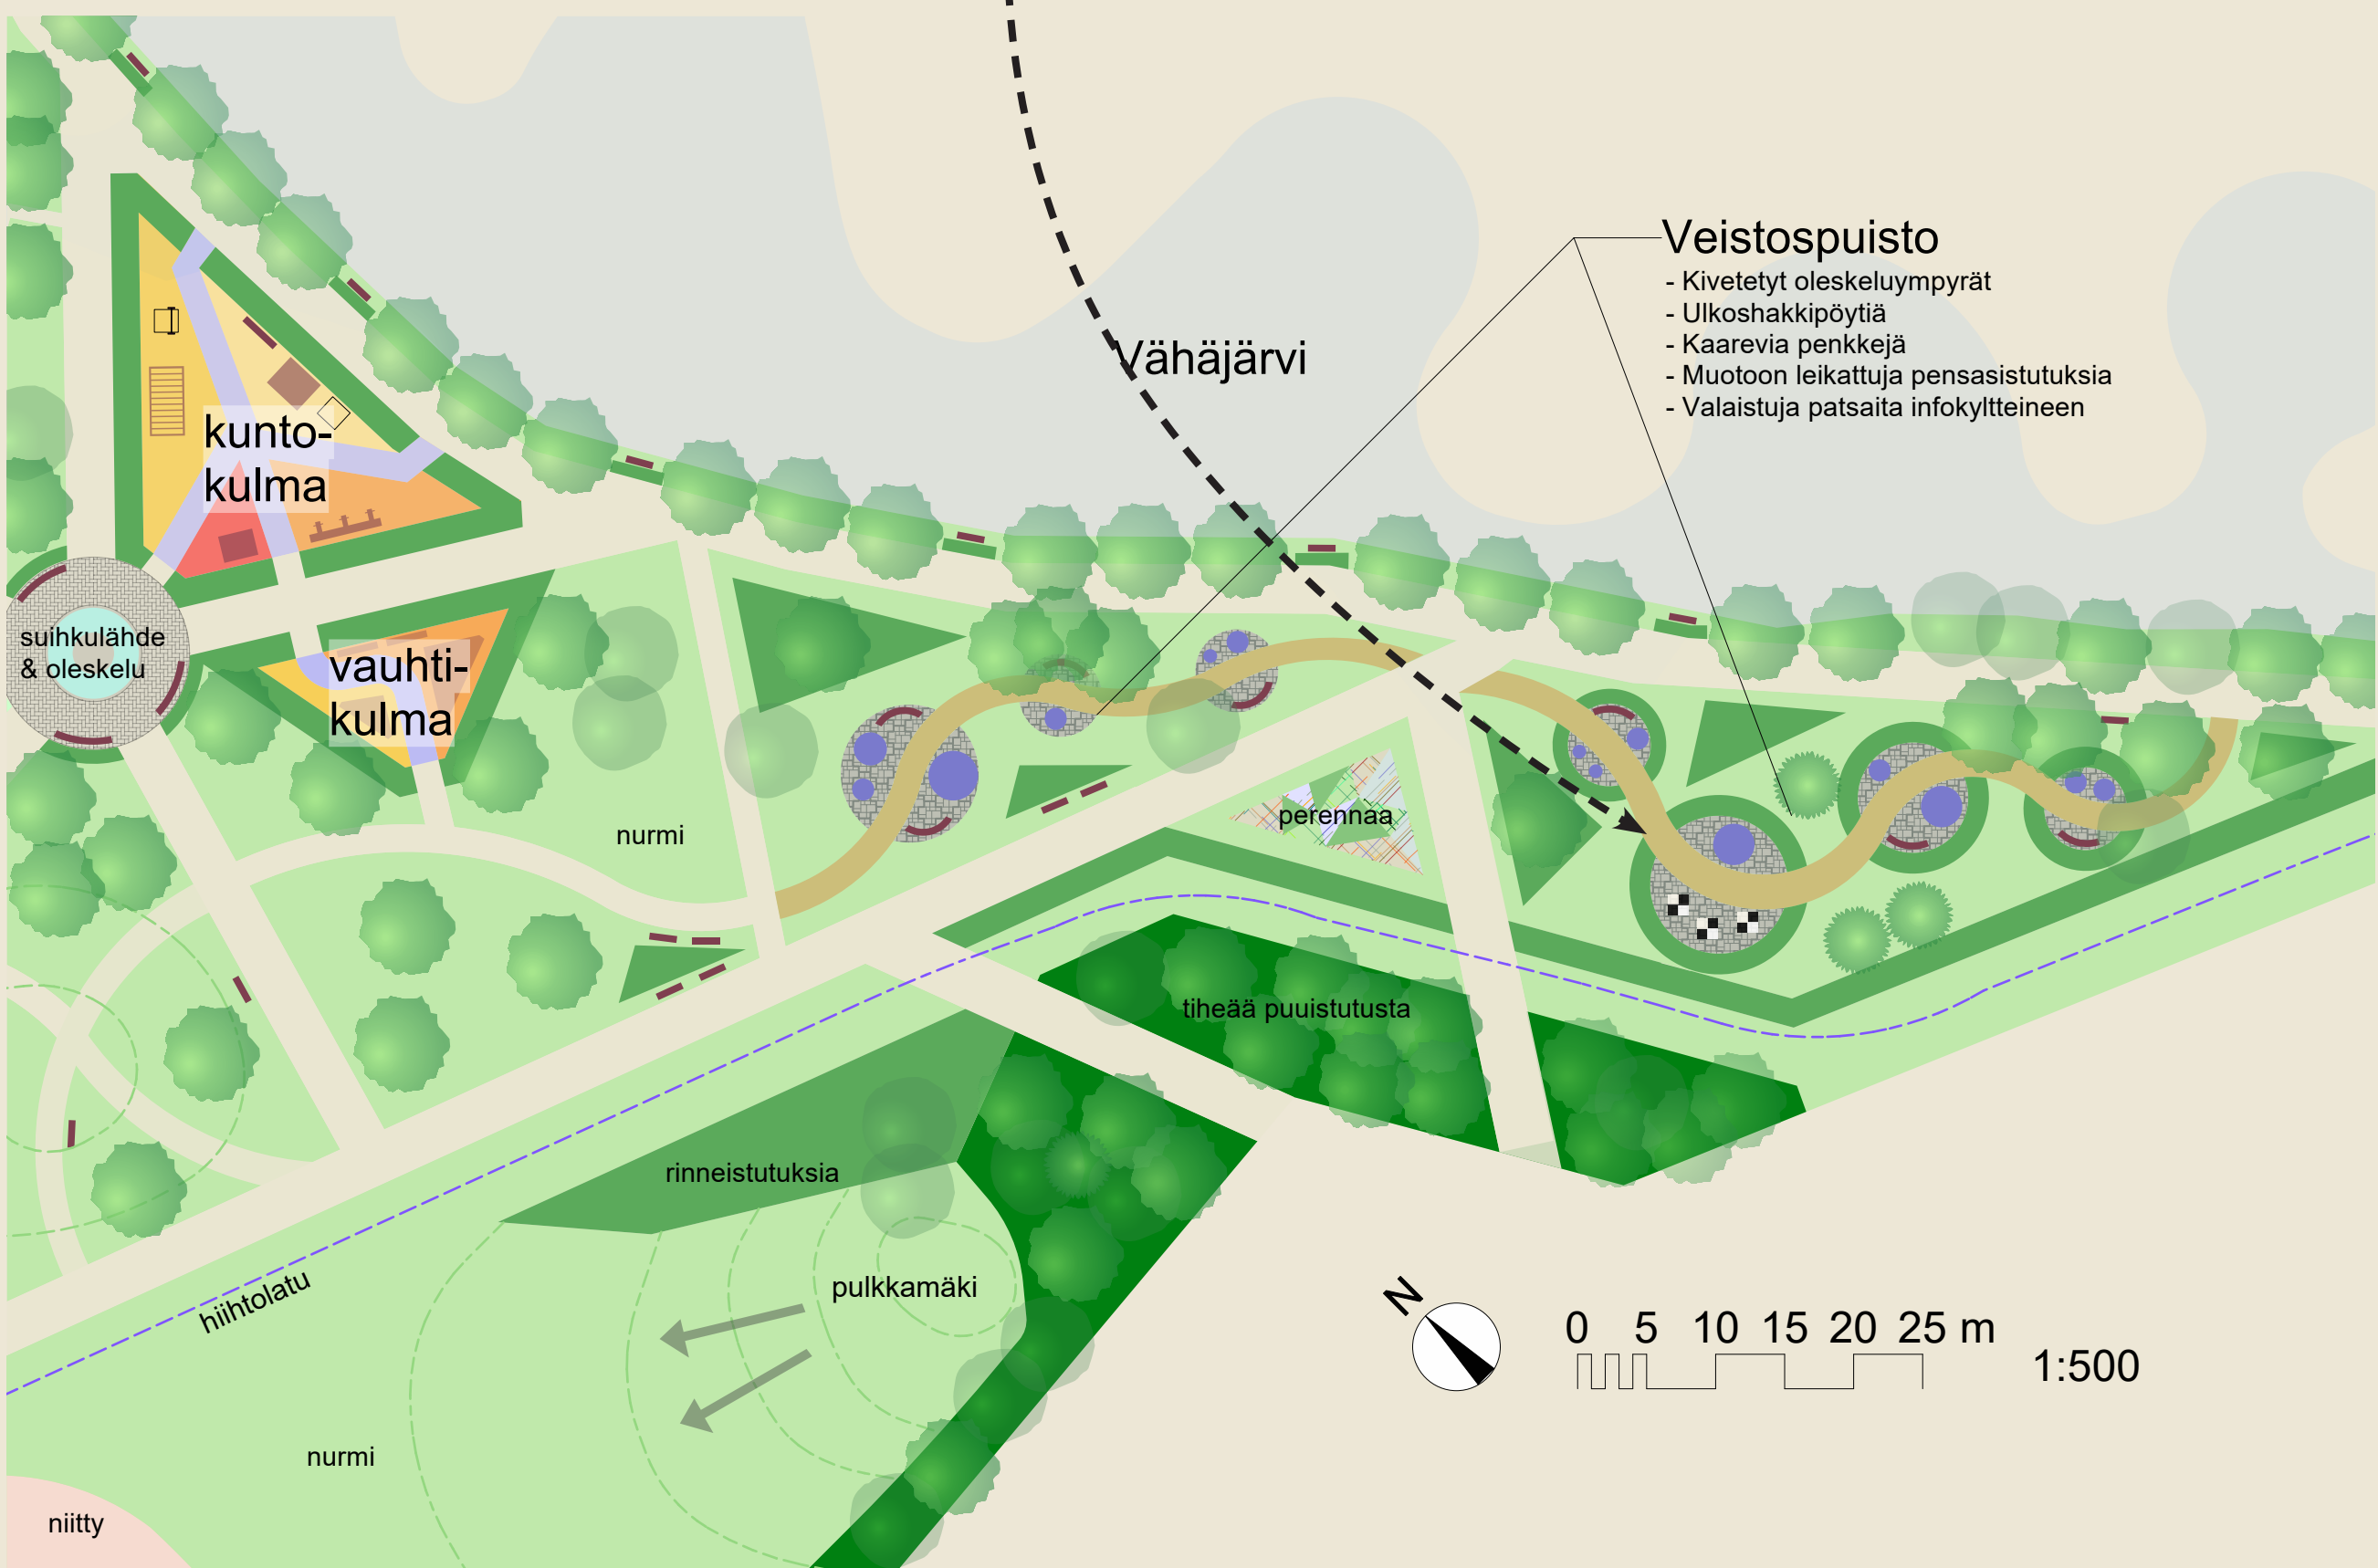 Veistospuisto
- Kivetetyt oleskeluympyrät
- Ulkoshakkipöytiä
- Kaarevia penkkejä
- Muotoon leikattuja pensasistutuksia
- Valaistuja patsaita infokyltteineen
Vähäjärvi
kunto-
kulma
suihkulähde
& oleskelu
vauhti-
kulma
nurmi
perennaa
tiheää puuistutusta
rinneistutuksia
pulkkamäki
hiihtolatu
nurmi
niitty
N
0 5 10 15 20 25 m
1:500